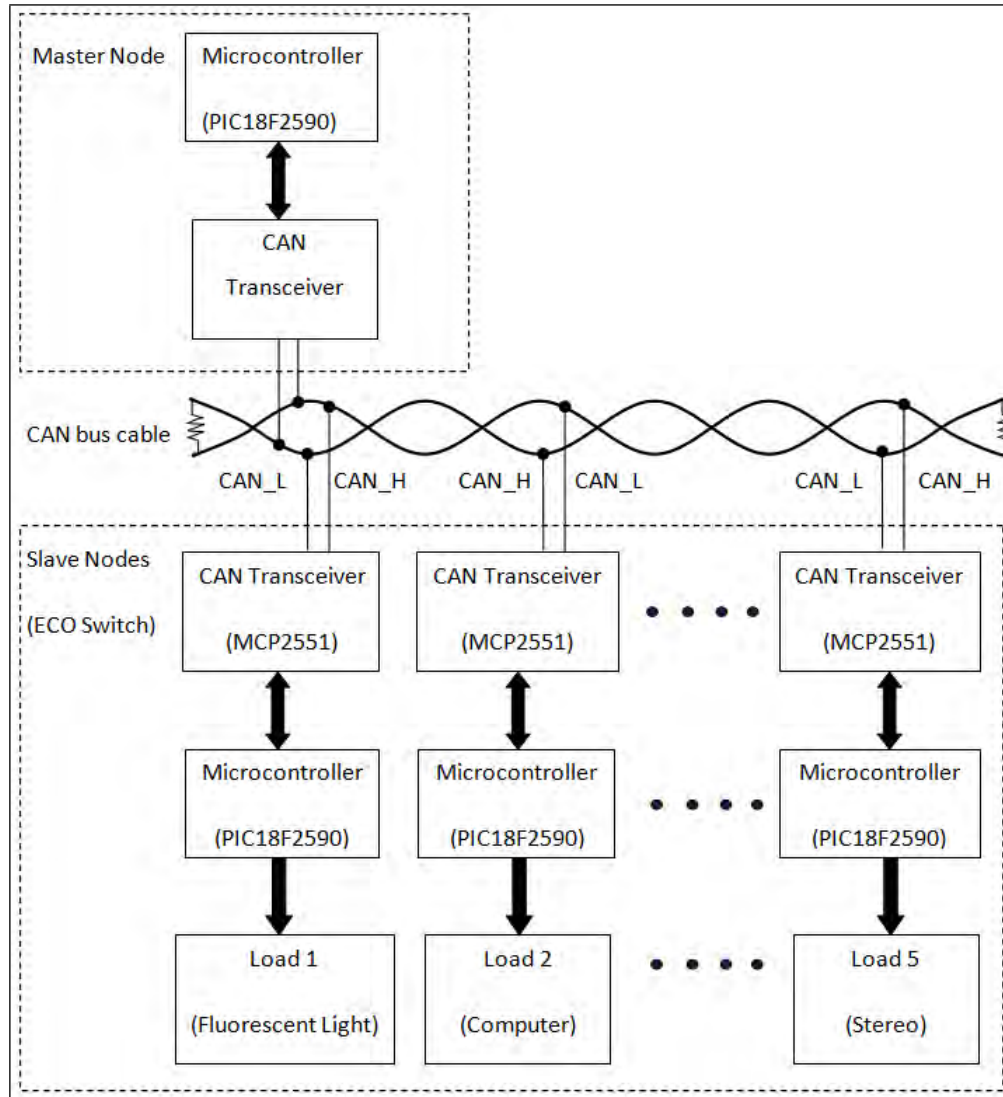 Master Node
Microcontroller
(PIC18F2590)
CAN
Transceiver
CAN bus cable
CAN_L
CAN_H
CAN_H
CAN_L
CAN_L
CAN_H
Slave Nodes
(ECO Switch)
CAN Transceiver
(MCP2551)
CAN Transceiver
(MCP2551)
CAN Transceiver
(MCP2551)
Microcontroller
(PIC18F2590)
Microcontroller
(PIC18F2590)
Microcontroller
(PIC18F2590)
Load 1
(Fluorescent Light)
Load 2
(Computer)
Load 5
(Stereo)